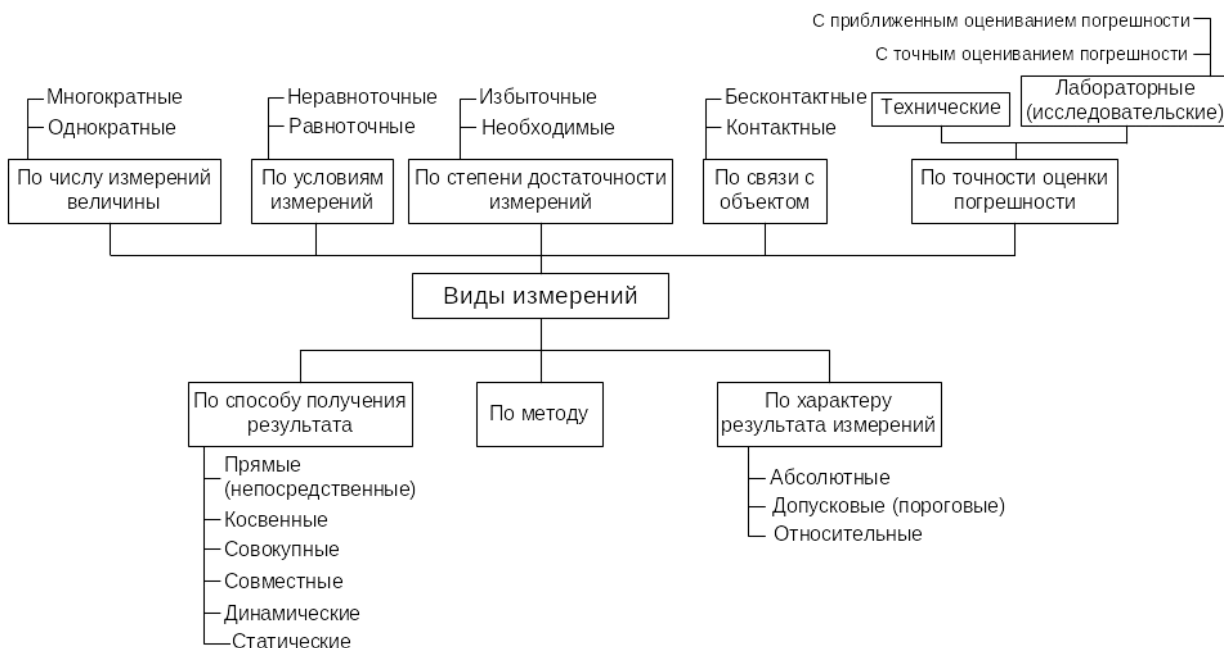 С приближенным оцениванием погрешности
С точным оцениванием погрешности
Многократные
Однократные
По числу измерений
величины
Неравноточные
Равноточные
По условиям
измерений
Избыточные
Необходимые
По степени достаточности
измерений
Бесконтактные
Контактные
По связи с
объектом
Технические
Лабораторные
(исследовательские)
По точности оценки
погрешности
Виды измерений
По способу получения
результата
Прямые
(непосредственные)
Косвенные
Совокупные
Совместные
Динамические
Статические
По методу
По характеру
результата измерений
Абсолютные
Допусковые (пороговые)
Относительные